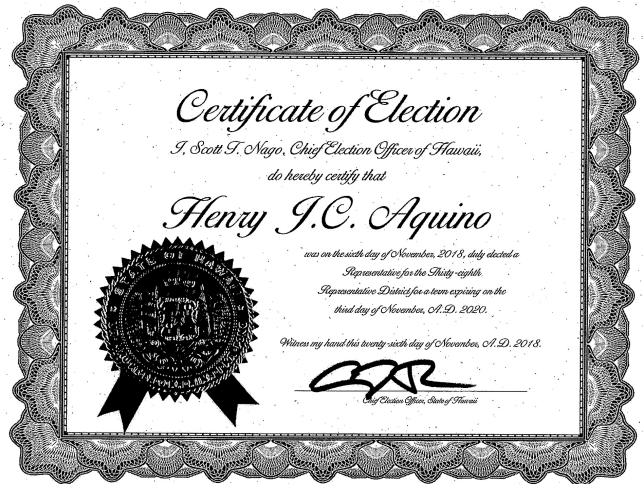 Certificate of Election
I, Scott T. Nago, Chief Election Officer of Hawaii,
do hereby certify that
Henry J.C. Aquino
was on the sixth day of November, 2018, duly elected a
Representative for the Thirty-eighth
Representative District for a term expiring on the
third day of November, A.D. 2020.
Witness my hand this twenty-sixth day of November, A.D. 2018.
Chief Election Officer, State of Hawaii
STATE OF HAWAII